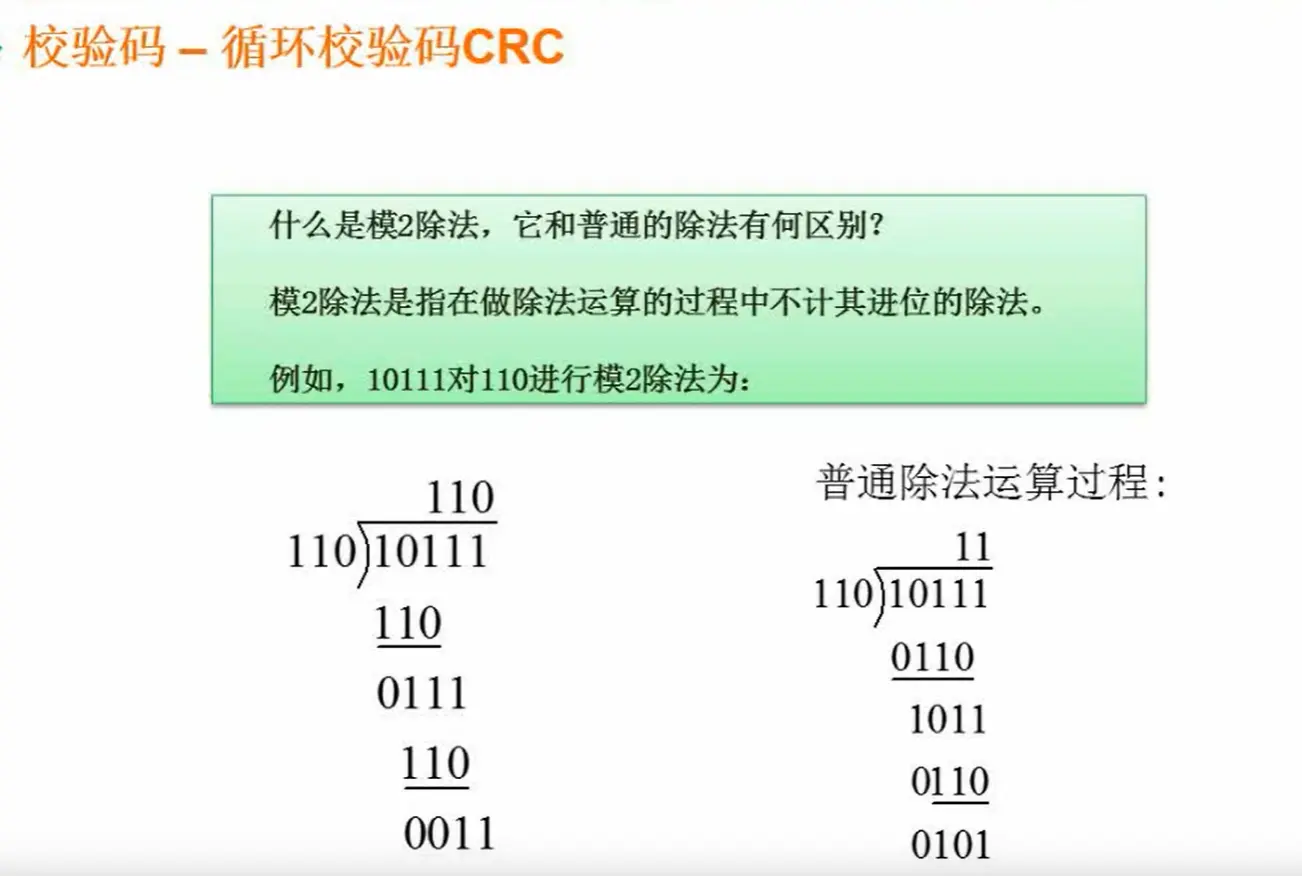 校验码 – 循环校验码CRC
什么是模2除法，它和普通的除法有何区别？
模2除法是指在做除法运算的过程中不计其进位的除法。
例如，10111对110进行模2除法为：
110
110)10111
110
0111
110
0011
普通除法运算过程:
11
110)10111
0110
1011
0110
0101